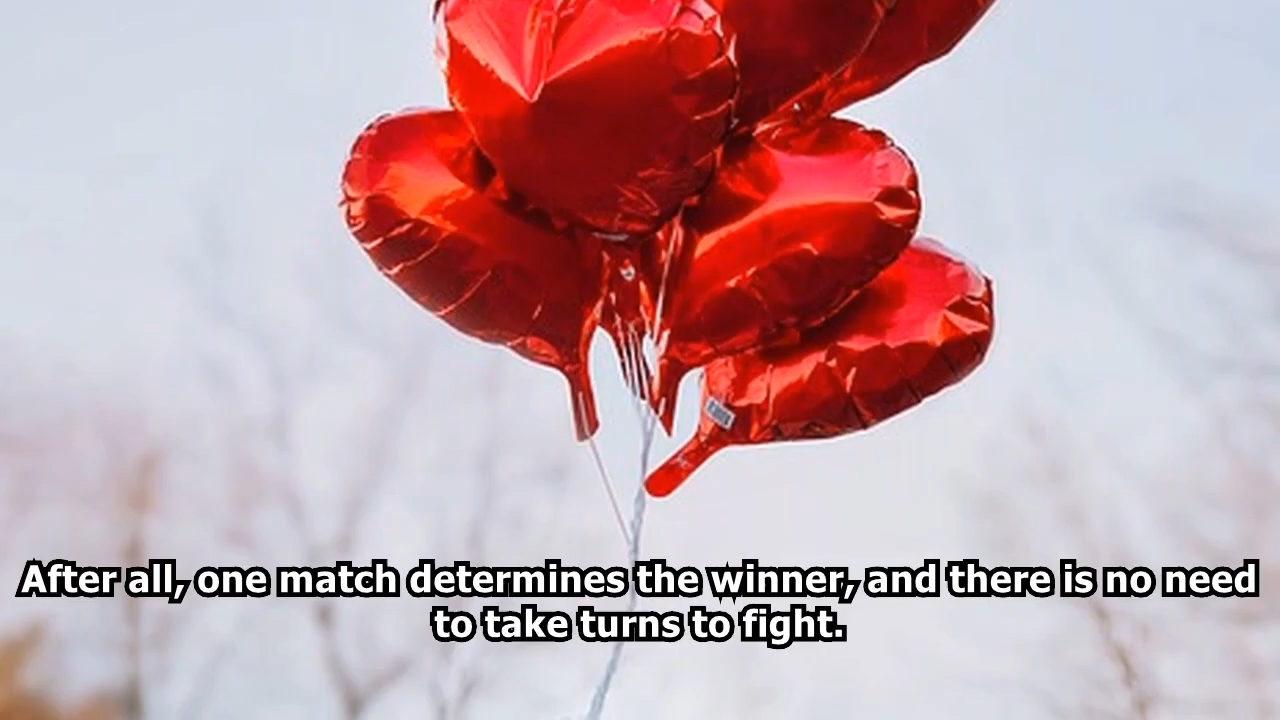 After all, one match determines the winner, and there is no need
to take turns to fight.